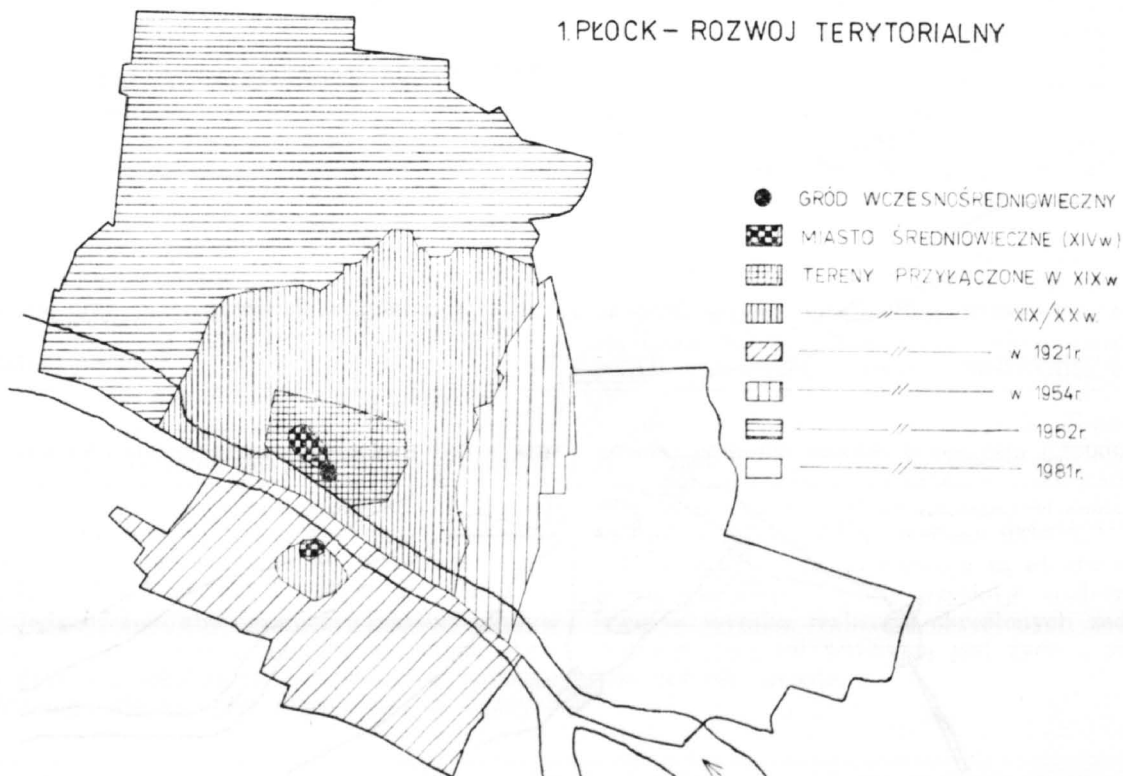 1. PŁOCK – ROZWOJ TERYTORIALNY
GRÓD WCZESNOŚREDNIOWIECZNY
MIASTO ŚREDNIOWIECZNE (XIVw)
TERENY PRZYŁĄCZONE W XIXw
—〃— XIX/XXw.
—〃— w 1921r.
—〃— w 1954r.
—〃— 1962r
—〃— 1981r.